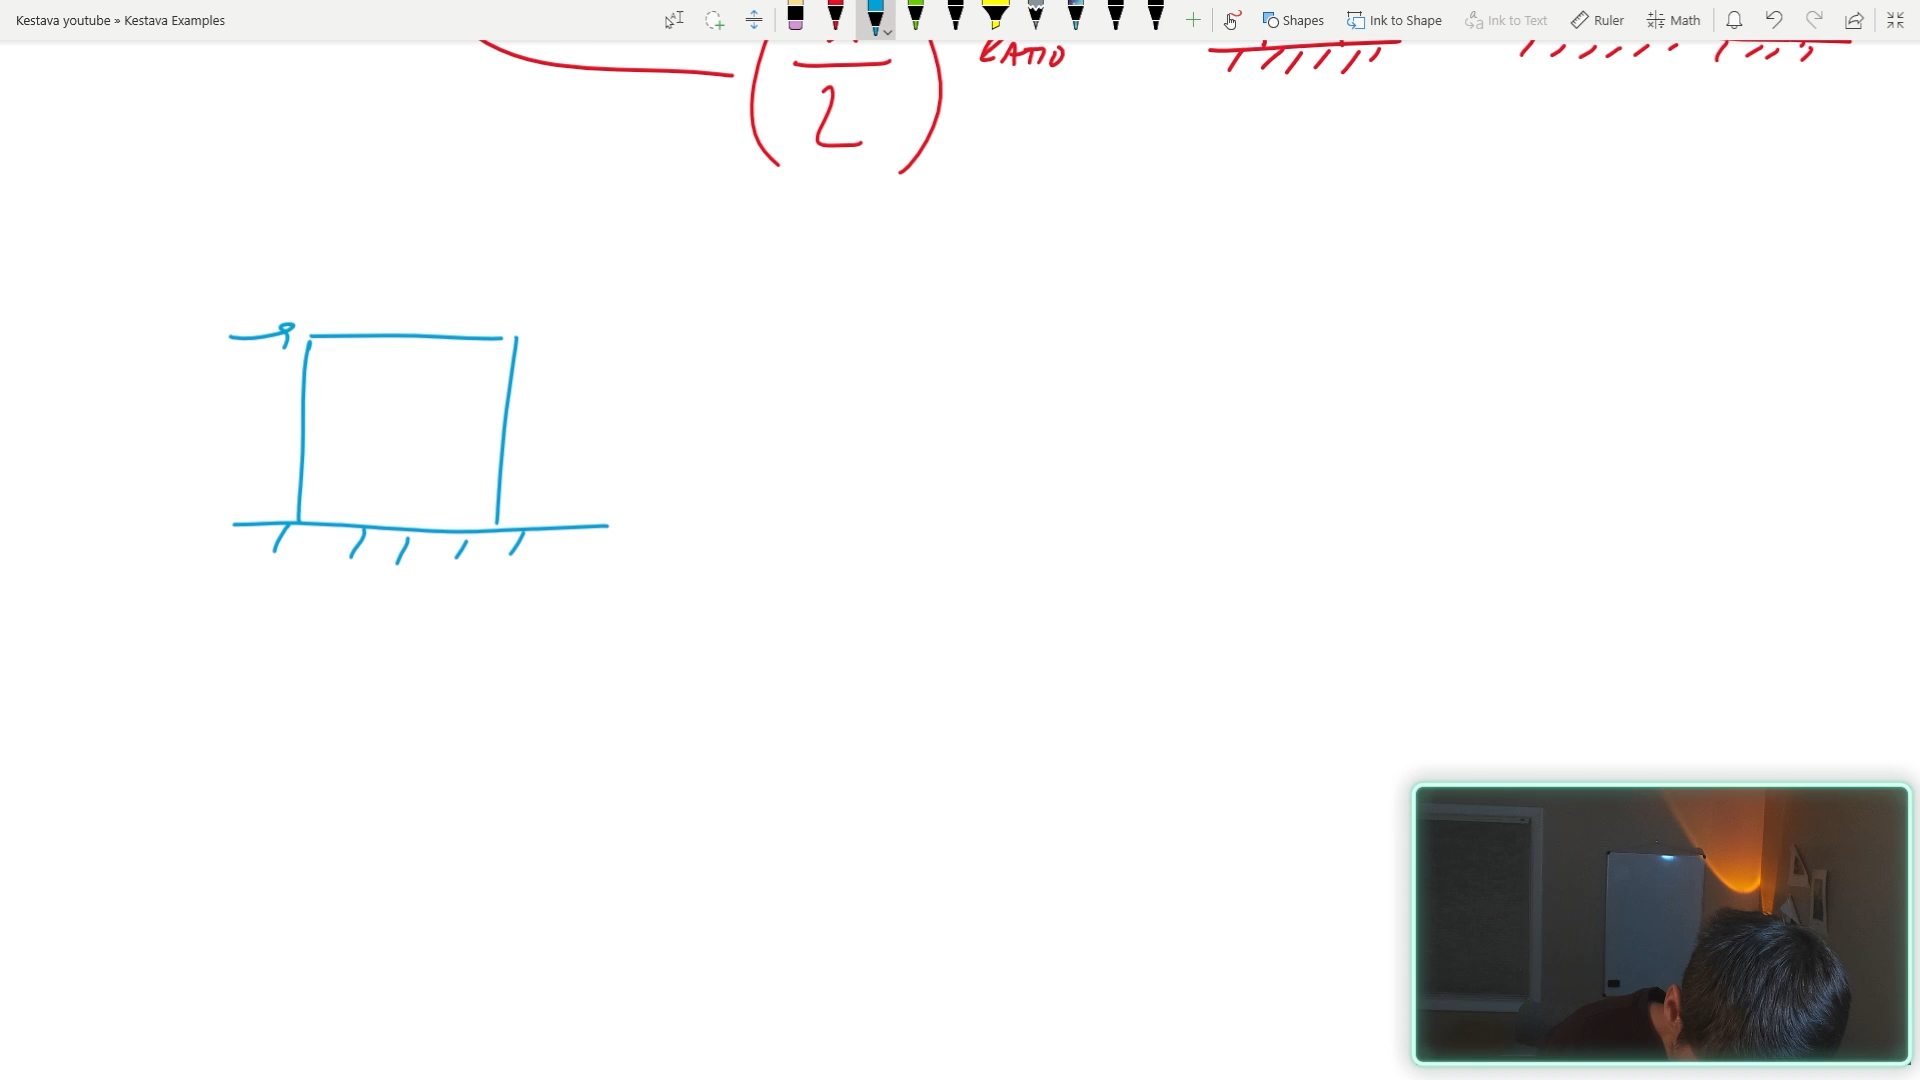 Kestava youtube » Kestava Examples
Shapes
Ink to Shape
Ink to Text
Ruler
Math
RATIO
2